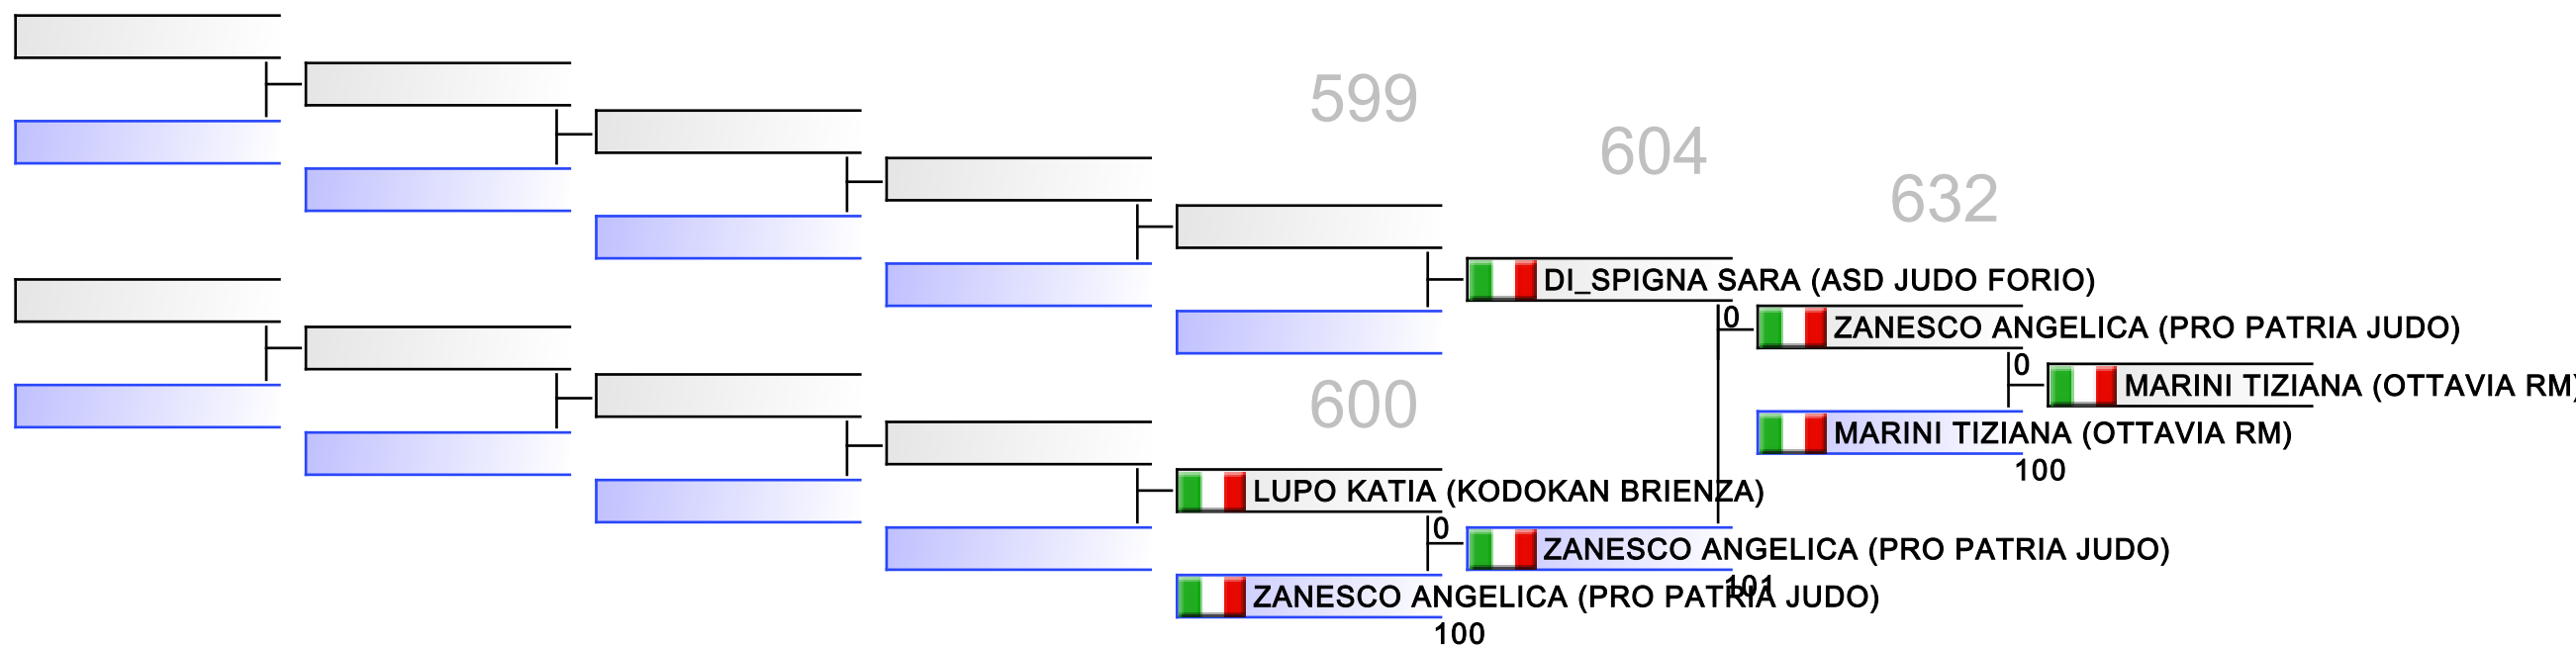 599
604
632
DI_SPIGNA SARA (ASD JUDO FORIO)
0
ZANESCO ANGELICA (PRO PATRIA JUDO)
0
MARINI TIZIANA (OTTAVIA RM)
600
MARINI TIZIANA (OTTAVIA RM)
100
LUPO KATIA (KODOKAN BRIENZA)
0
ZANESCO ANGELICA (PRO PATRIA JUDO)
101
ZANESCO ANGELICA (PRO PATRIA JUDO)
100